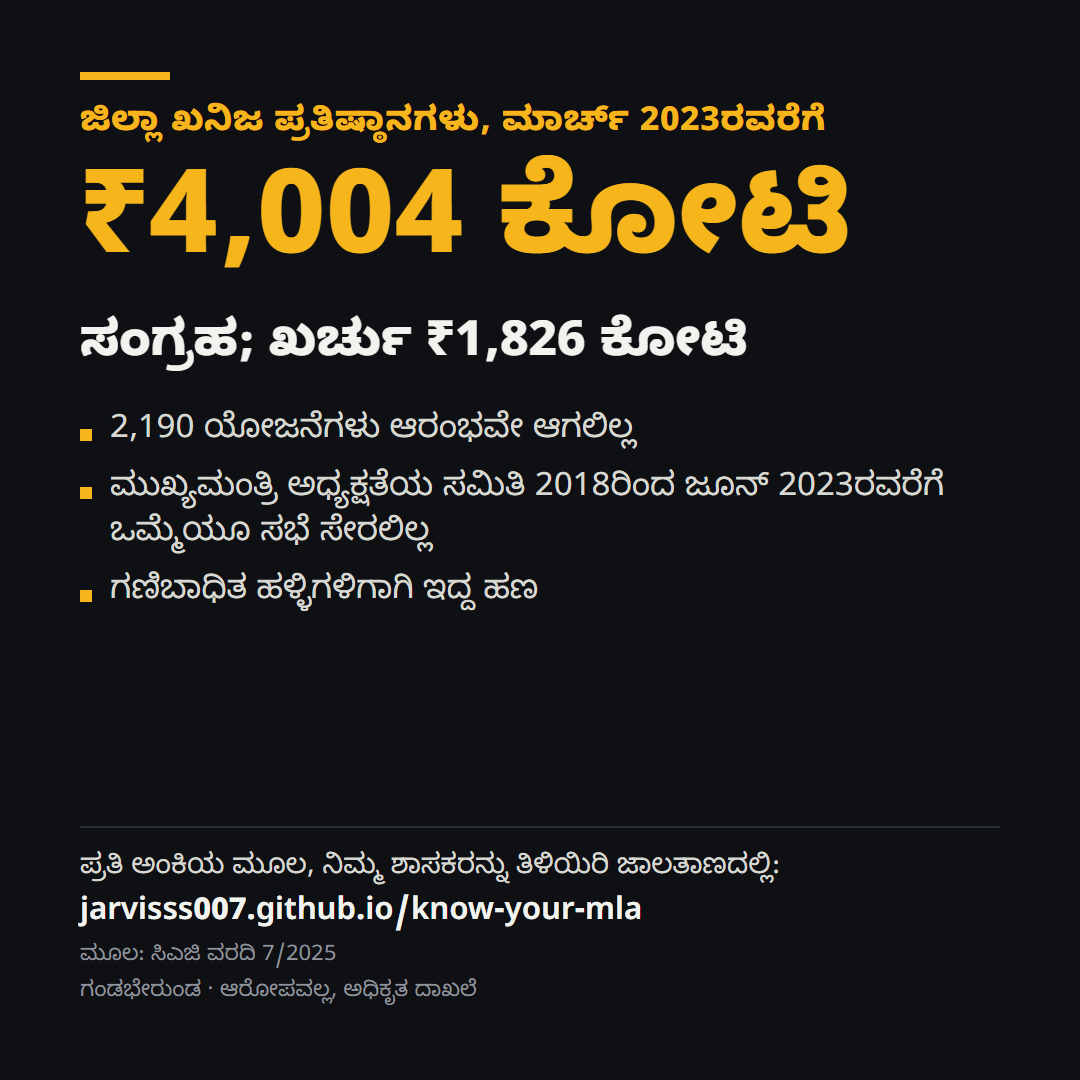 ಜಿಲ್ಲಾ ಖನಿಜ ಪ್ರತಿಷ್ಠಾನಗಳು, ಮಾರ್ಚ್ 2023ರವರೆಗೆ
₹4,004 ಕೋಟಿ
ಸಂಗ್ರಹ; ಖರ್ಚು ₹1,826 ಕೋಟಿ
2,190 ಯೋಜನೆಗಳು ಆರಂಭವೇ ಆಗಲಿಲ್ಲ
ಮುಖ್ಯಮಂತ್ರಿ ಅಧ್ಯಕ್ಷತೆಯ ಸಮಿತಿ 2018ರಿಂದ ಜೂನ್ 2023ರವರೆಗೆ
ಒಮ್ಮೆಯೂ ಸಭೆ ಸೇರಲಿಲ್ಲ
ಗಣಿಬಾಧಿತ ಹಳ್ಳಿಗಳಿಗಾಗಿ ಇದ್ದ ಹಣ
ಪ್ರತಿ ಅಂಕಿಯ ಮೂಲ, ನಿಮ್ಮ ಶಾಸಕರನ್ನು ತಿಳಿಯಿರಿ ಜಾಲತಾಣದಲ್ಲಿ:
jarvisss007.github.io/know-your-mla
ಮೂಲ: ಸಿಎಜಿ ವರದಿ 7/2025
ಗಂಡಭೇರುಂಡ · ಆರೋಪವಲ್ಲ, ಅಧಿಕೃತ ದಾಖಲೆ